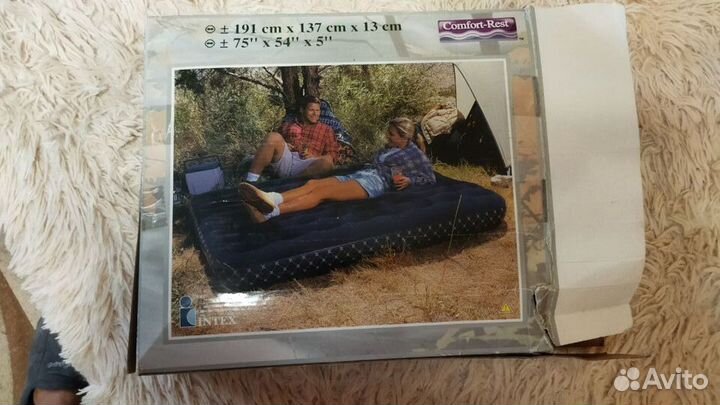 ± 191 cm x 137 cm x 13 cm
± 75" x 54" x 5"
Comfort-Rest
INTEX
Avito